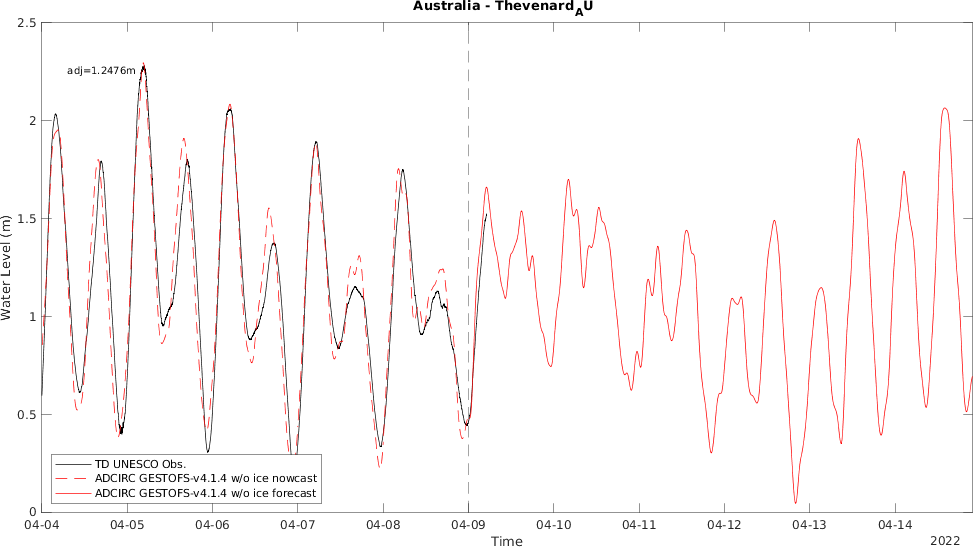 Australia - Thevenard_AU
adj=1.2476m
Water Level (m)
2.5
2
1.5
1
0.5
0
TD UNESCO Obs.
ADCIRC GESTOFS-v4.1.4 w/o ice nowcast
ADCIRC GESTOFS-v4.1.4 w/o ice forecast
04-04 04-05 04-06 04-07 04-08 04-09 04-10 04-11 04-12 04-13 04-14
Time
2022